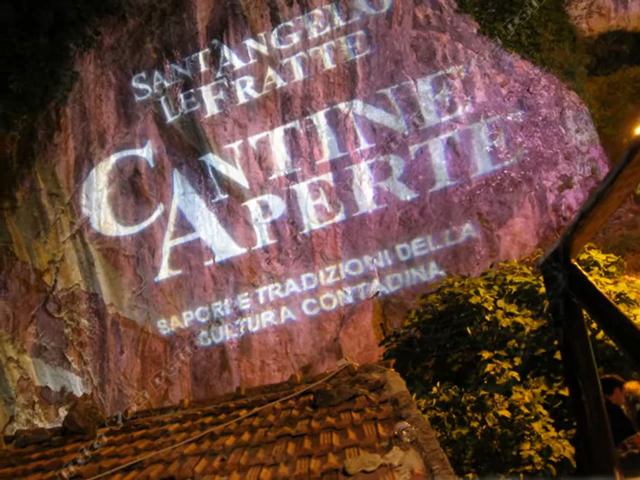 SANT'ANGELO
LE FRATTE
CANTINE
APERTE
SAPORI E TRADIZIONI DELLA
CULTURA CONTADINA